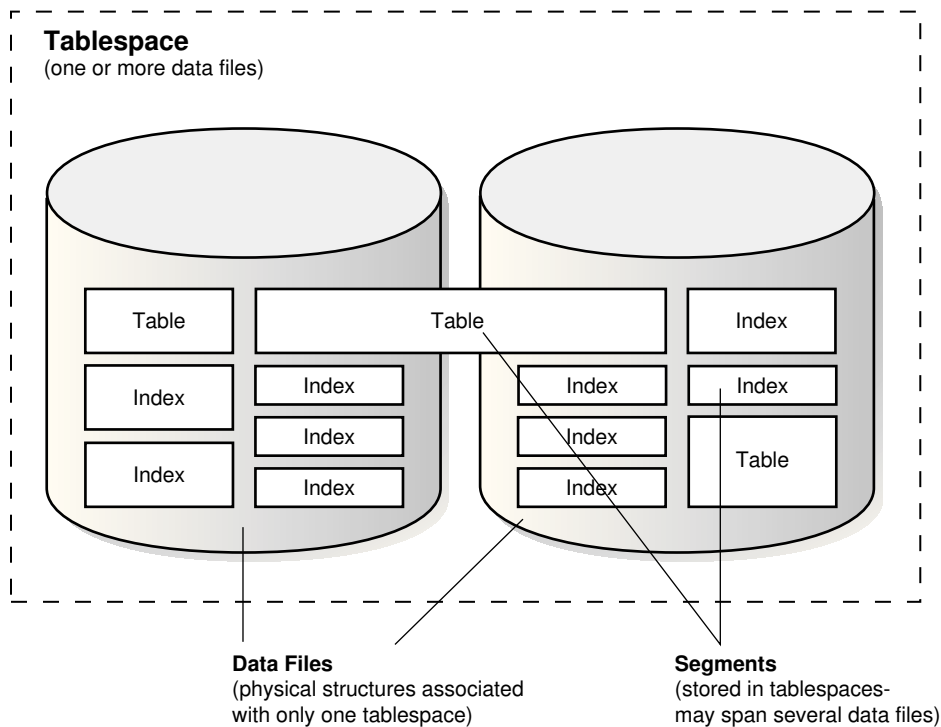 Tablespace
(one or more data files)
Table
Table
Index
Index
Index
Index
Index
Index
Index
Index
Index
Table
Index
Index
Data Files
(physical structures associated
with only one tablespace)
Segments
(stored in tablespaces-
may span several data files)